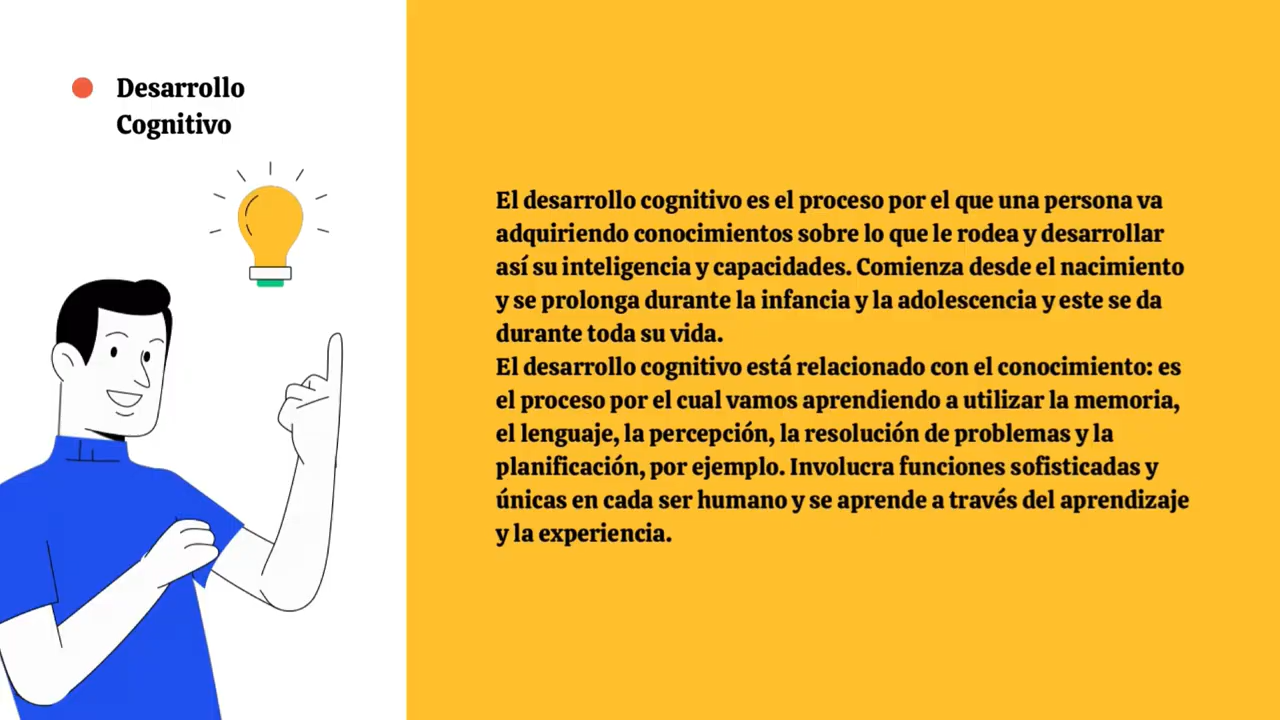 Desarrollo
Cognitivo
El desarrollo cognitivo es el proceso por el que una persona va
adquiriendo conocimientos sobre lo que le rodea y desarrollar
así su inteligencia y capacidades. Comienza desde el nacimiento
y se prolonga durante la infancia y la adolescencia y este se da
durante toda su vida.
El desarrollo cognitivo está relacionado con el conocimiento: es
el proceso por el cual vamos aprendiendo a utilizar la memoria,
el lenguaje, la percepción, la resolución de problemas y la
planificación, por ejemplo. Involucra funciones sofisticadas y
únicas en cada ser humano y se aprende a través del aprendizaje
y la experiencia.